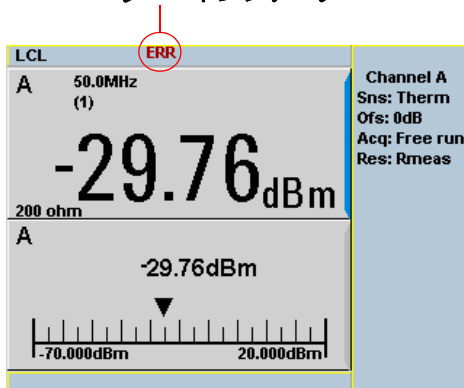 LCL ERR
A 50.0MHz
(1)
-29.76dBm
200 ohm
A
-29.76dBm
-70.000dBm 20.000dBm
Channel A
Sns: Therm
Ofs: 0dB
Acq: Free run
Res: Rmeas